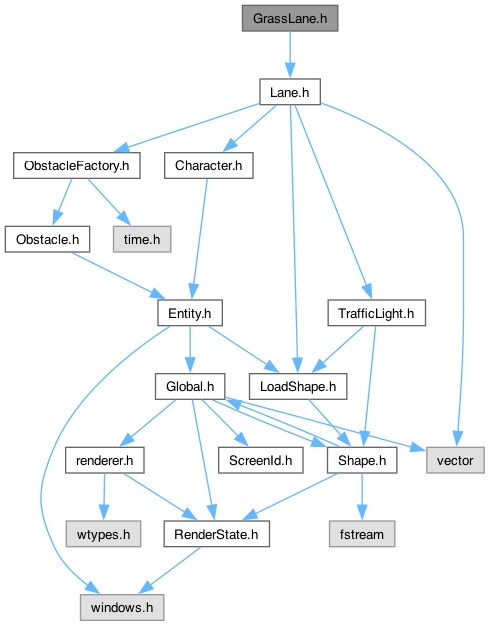 GrassLane.h
Lane.h
ObstacleFactory.h
Character.h
Obstacle.h
time.h
Entity.h
TrafficLight.h
Global.h
LoadShape.h
renderer.h
ScreenId.h
Shape.h
vector
wtypes.h
RenderState.h
fstream
windows.h